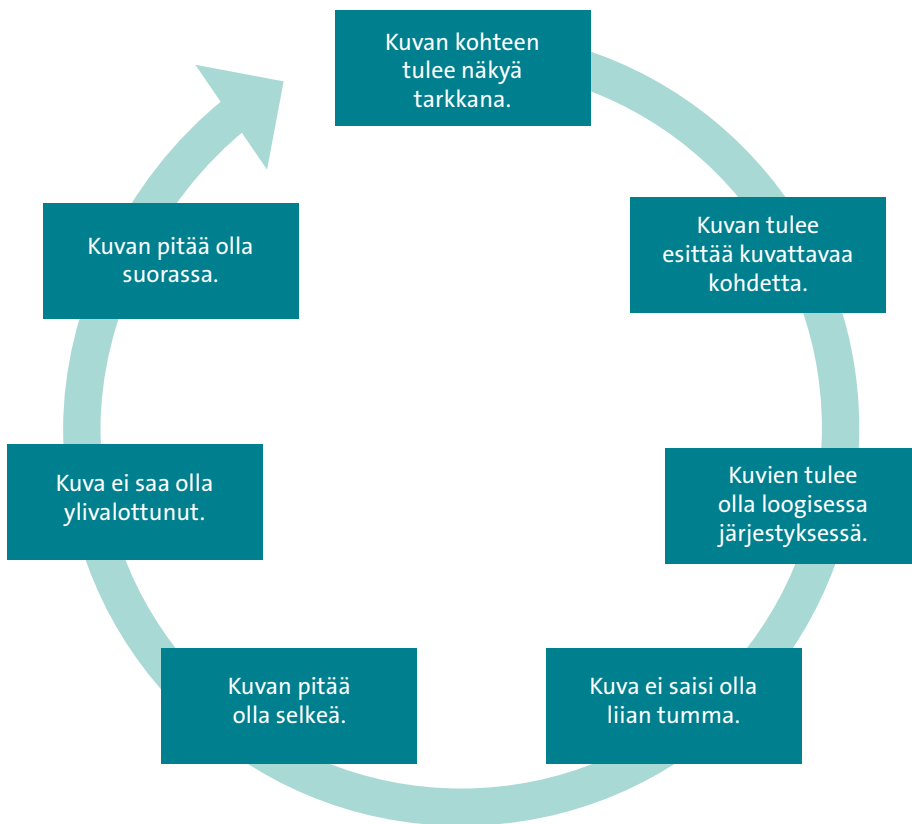 Kuvan kohteen
tulee näkyä
tarkkana.
Kuvan tulee
esittää kuvattavaa
kohdetta.
Kuvien tulee
olla loogisessa
järjestyksessä.
Kuva ei saisi olla
liian tumma.
Kuvan pitää
olla selkeä.
Kuva ei saa olla
ylivalottunut.
Kuvan pitää olla
suorassa.